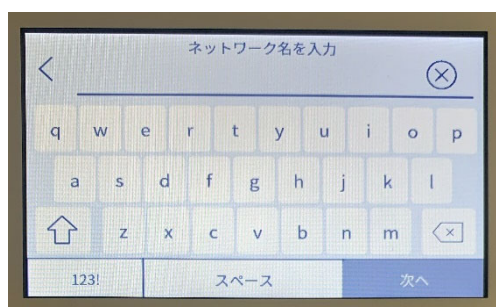 ネットワーク名を入力
q w e r t y u i o p
a s d f g h j k l
z x c v b n m
123! スペース 次へ